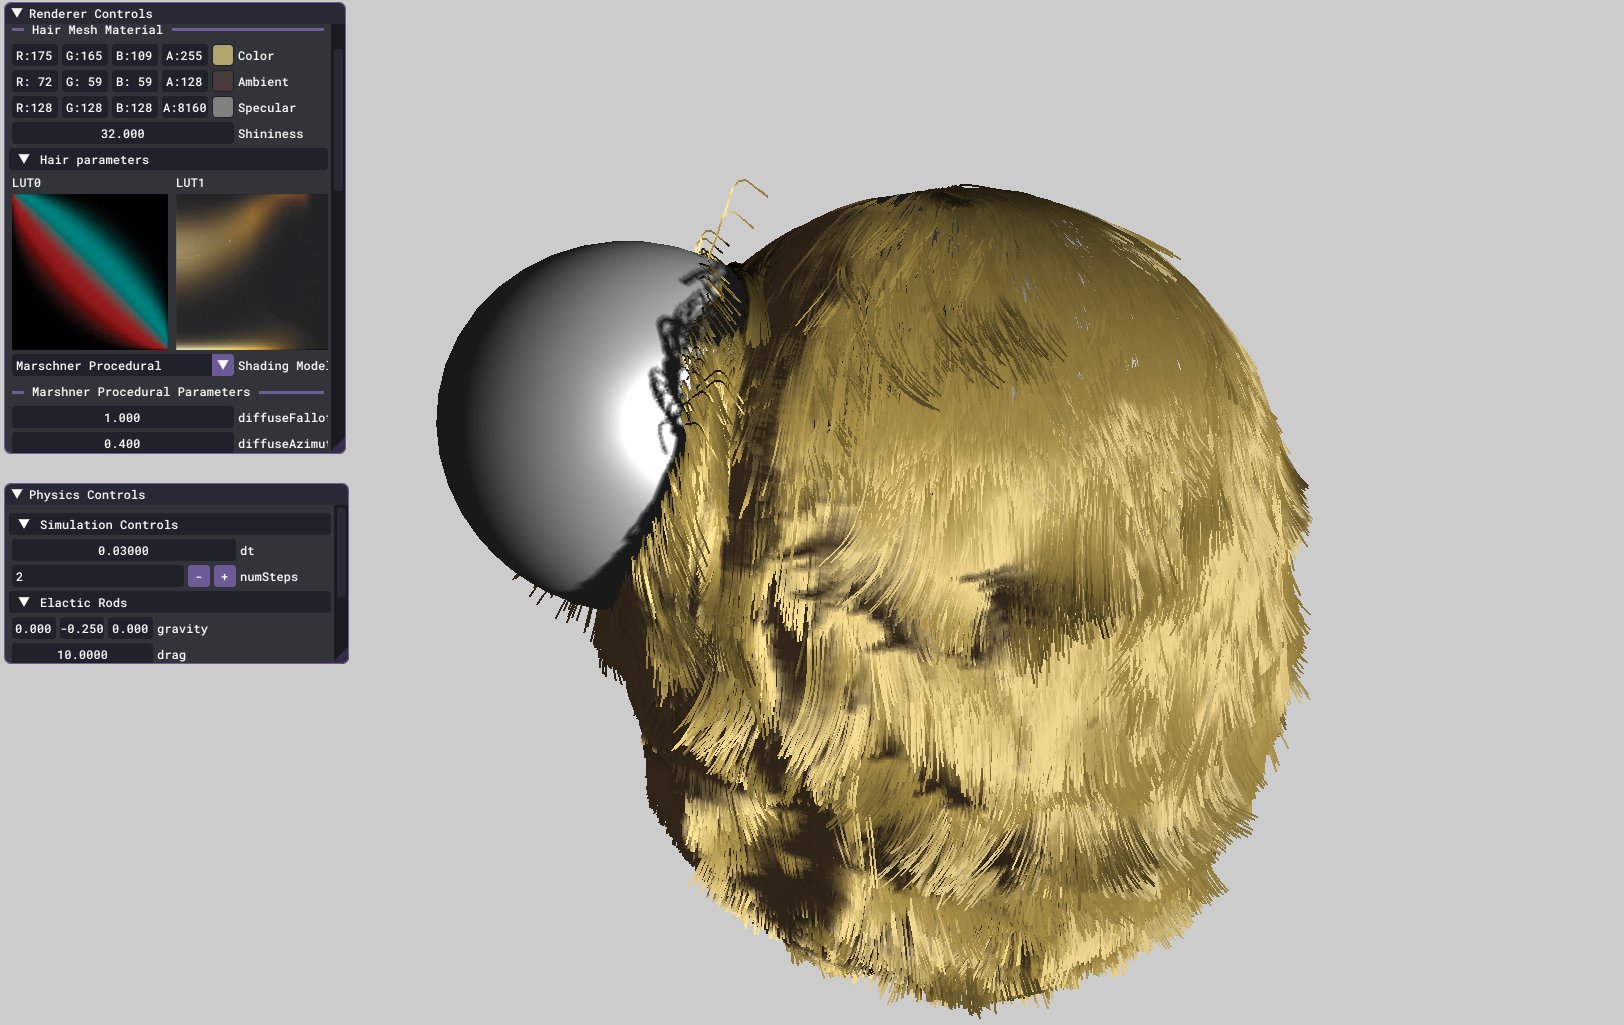 Renderer Controls
Hair Mesh Material
R:175 G:165 B:109 A:255 Color
R: 72 G: 59 B: 59 A:128 Ambient
R:128 G:128 B:128 A:8160 Specular
32.000 Shininess
Hair parameters
LUT0 LUT1
Marschner Procedural Shading Mode
Marshner Procedural Parameters
1.000 diffuseFallo
0.400 diffuseAzimu
Physics Controls
Simulation Controls
0.03000 dt
2 - + numSteps
Elactic Rods
0.000 -0.250 0.000 gravity
10.0000 drag